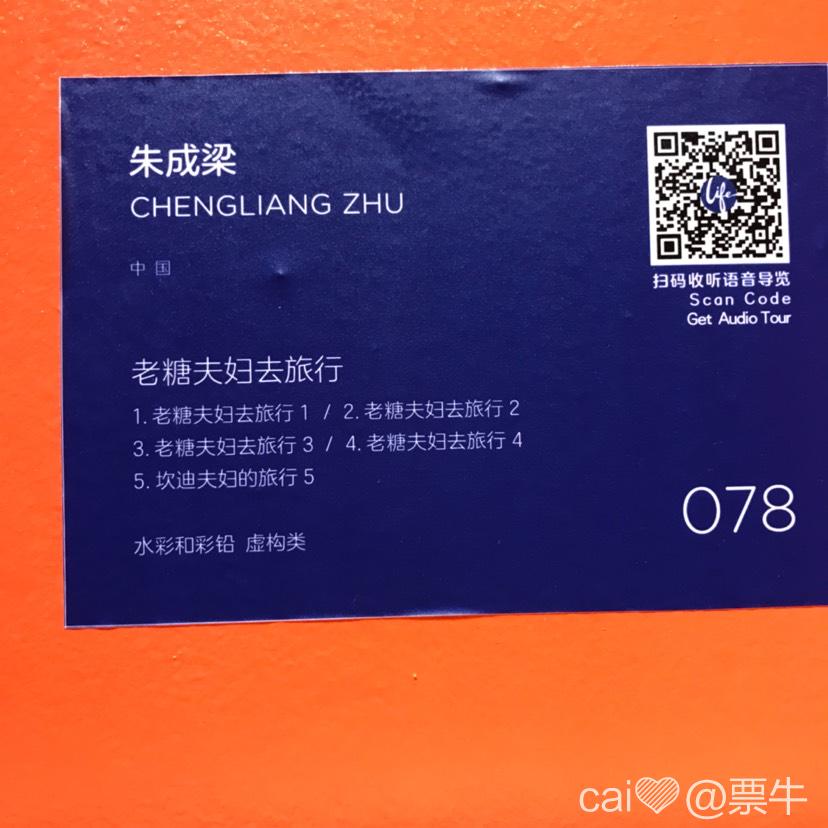 朱成梁
CHENGLIANG ZHU
中国
老糖夫妇去旅行
1. 老糖夫妇去旅行 1 / 2. 老糖夫妇去旅行 2
3. 老糖夫妇去旅行 3 / 4. 老糖夫妇去旅行 4
5. 坎迪夫妇的旅行 5
水彩和彩铅 虚构类
Life
扫码收听语音导览
Scan Code
Get Audio Tour
078
cai♡@票牛